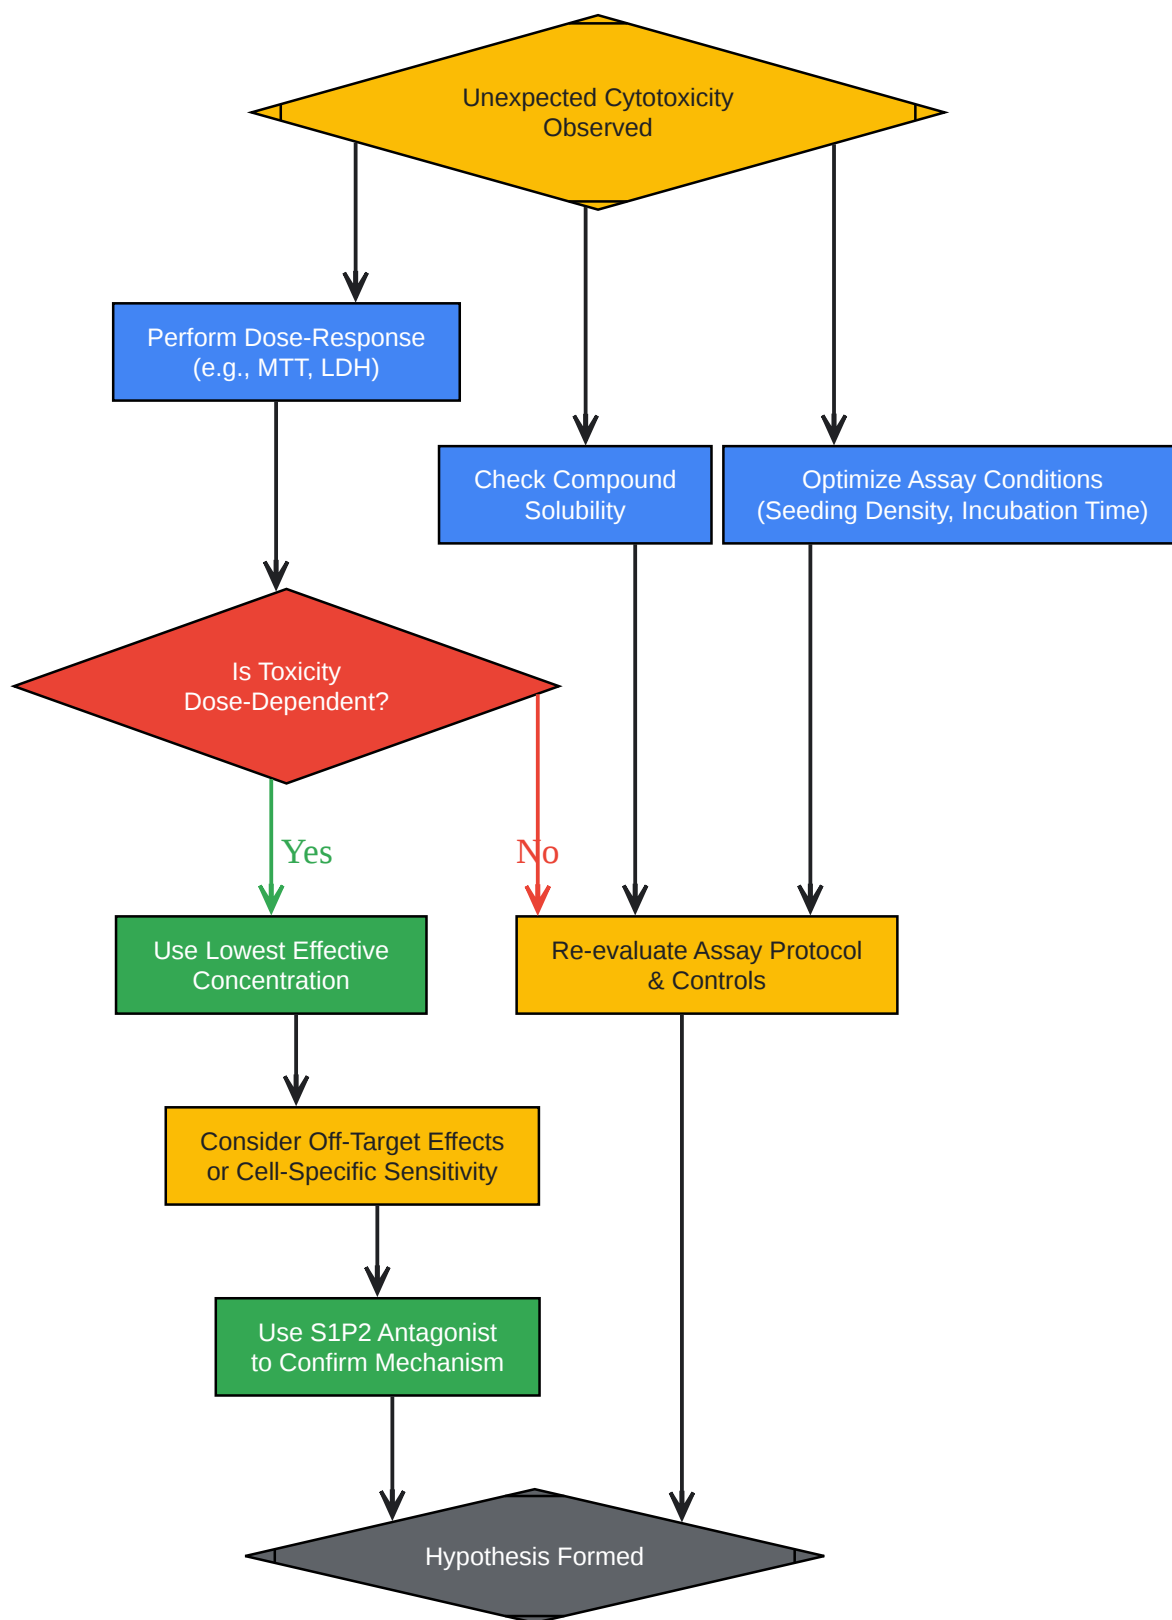 Unexpected Cytotoxicity
Observed
Perform Dose-Response
(e.g., MTT, LDH)
Check Compound
Solubility
Optimize Assay Conditions
(Seeding Density, Incubation Time)
Is Toxicity
Dose-Dependent?
Yes
No
Use Lowest Effective
Concentration
Re-evaluate Assay Protocol
& Controls
Consider Off-Target Effects
or Cell-Specific Sensitivity
Use S1P2 Antagonist
to Confirm Mechanism
Hypothesis Formed